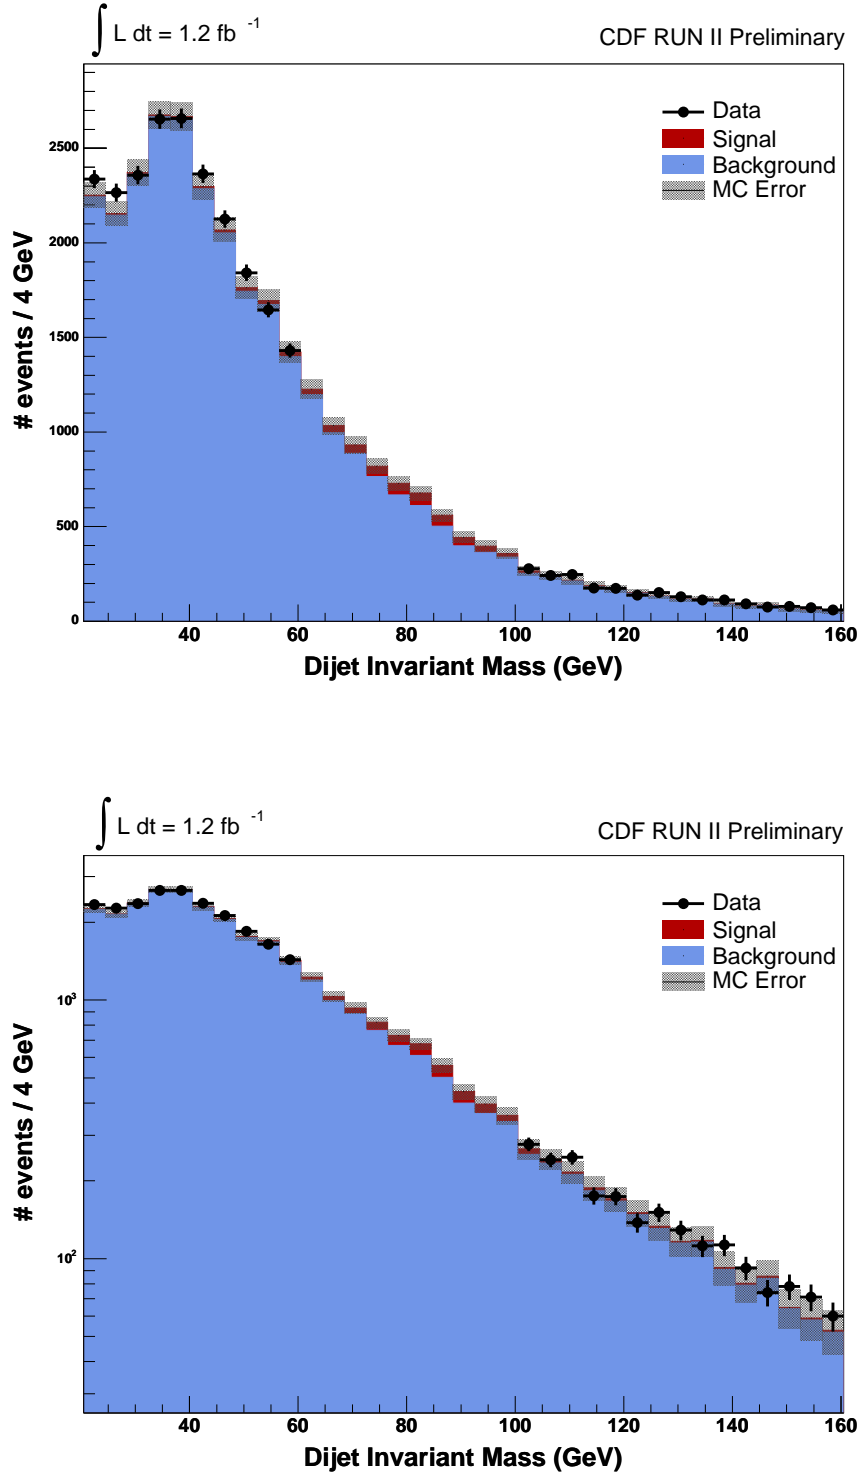 ∫ L dt = 1.2 fb -1
CDF RUN II Preliminary
Data
Signal
Background
MC Error
# events / 4 GeV
2500
2000
1500
1000
500
0
40 60 80 100 120 140 160
Dijet Invariant Mass (GeV)
∫ L dt = 1.2 fb -1
CDF RUN II Preliminary
Data
Signal
Background
MC Error
# events / 4 GeV
10³
10²
40 60 80 100 120 140 160
Dijet Invariant Mass (GeV)